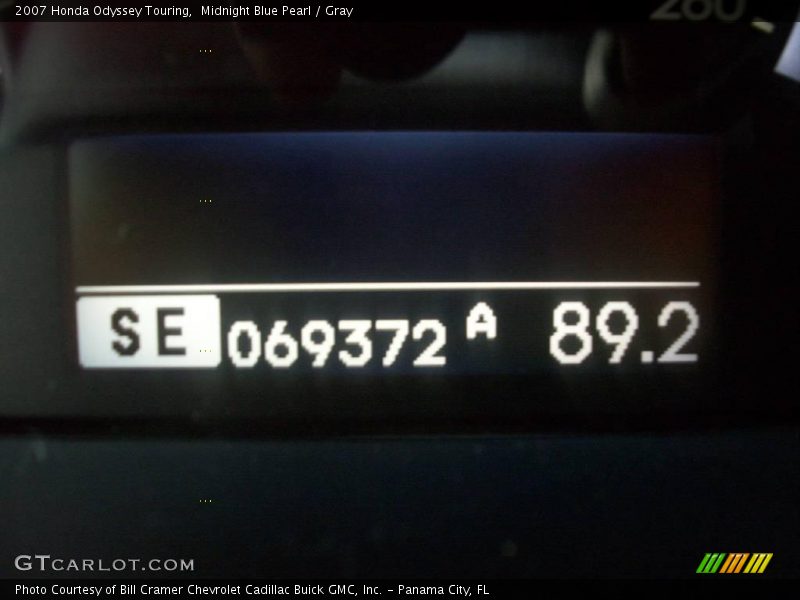 2007 Honda Odyssey Touring,  Midnight Blue Pearl / Gray
260
SE 069372 A 89.2
GTCARLOT.COM
Photo Courtesy of Bill Cramer Chevrolet Cadillac Buick GMC, Inc. - Panama City, FL